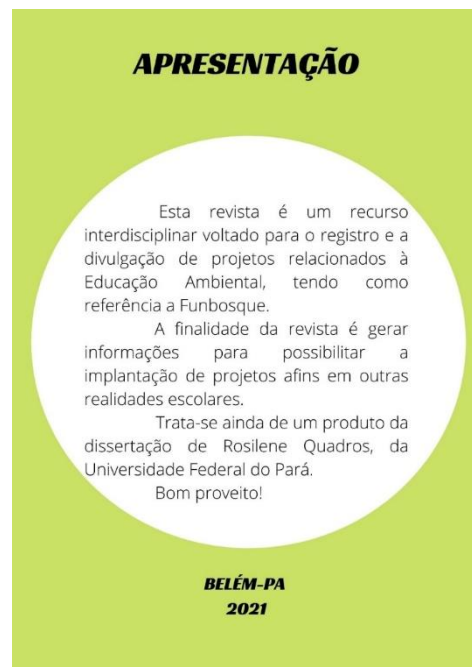 APRESENTAÇÃO
Esta revista é um recurso
interdisciplinar voltado para o registro e a
divulgação de projetos relacionados à
Educação Ambiental, tendo como
referência a Funbosque.
A finalidade da revista é gerar
informações para possibilitar a
implantação de projetos afins em outras
realidades escolares.
Trata-se ainda de um produto da
dissertação de Rosilene Quadros, da
Universidade Federal do Pará.
Bom proveito!
BELÉM-PA
2021